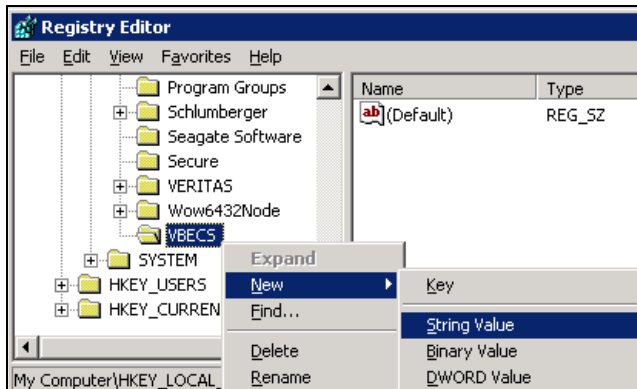 Registry Editor
File Edit View Favorites Help
Program Groups
Schlumberger
Seagate Software
Secure
VERITAS
Wow6432Node
VBECS
SYSTEM
HKEY_USERS
HKEY_CURREN
My Computer\HKEY_LOCAL_
Name Type
ab (Default) REG_SZ
Expand
New
Find...
Delete
Rename
Key
String Value
Binary Value
DWORD Value